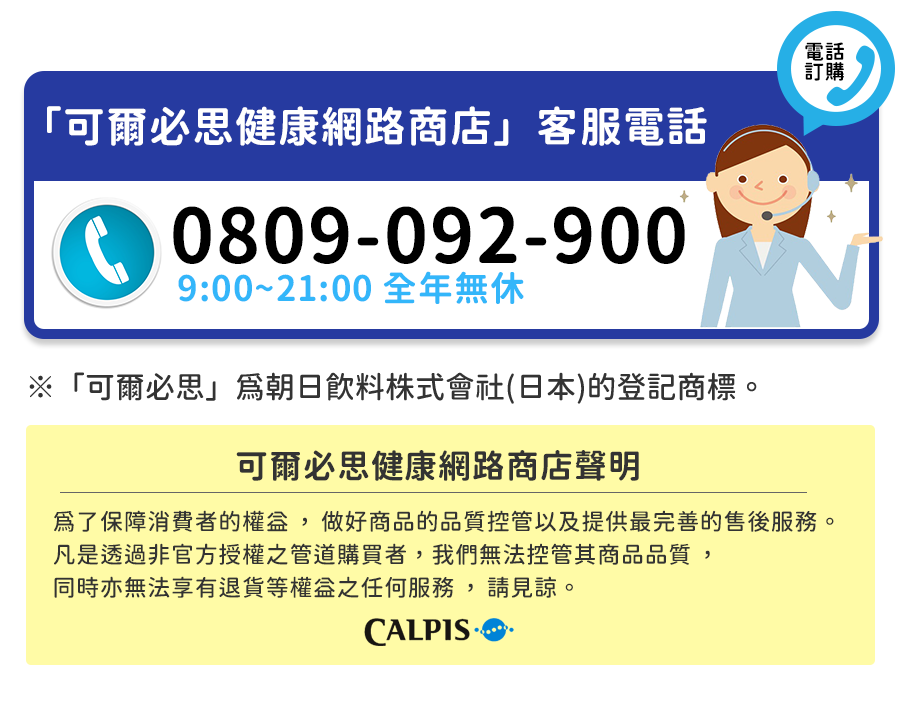 電話
訂購
「可爾必思健康網路商店」客服電話
0809-092-900
9:00~21:00 全年無休
※「可爾必思」為朝日飲料株式會社(日本)的登記商標。
可爾必思健康網路商店聲明
為了保障消費者的權益，做好商品的品質控管以及提供最完善的售後服務。
凡是透過非官方授權之管道購買者，我們無法控管其商品品質，
同時亦無法享有退貨等權益之任何服務，請見諒。
CALPIS